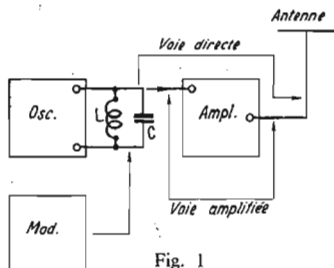 Antenne
Voie directe
Osc.
L
C
Ampl.
Voie amplifiée
Mod.
Fig. 1